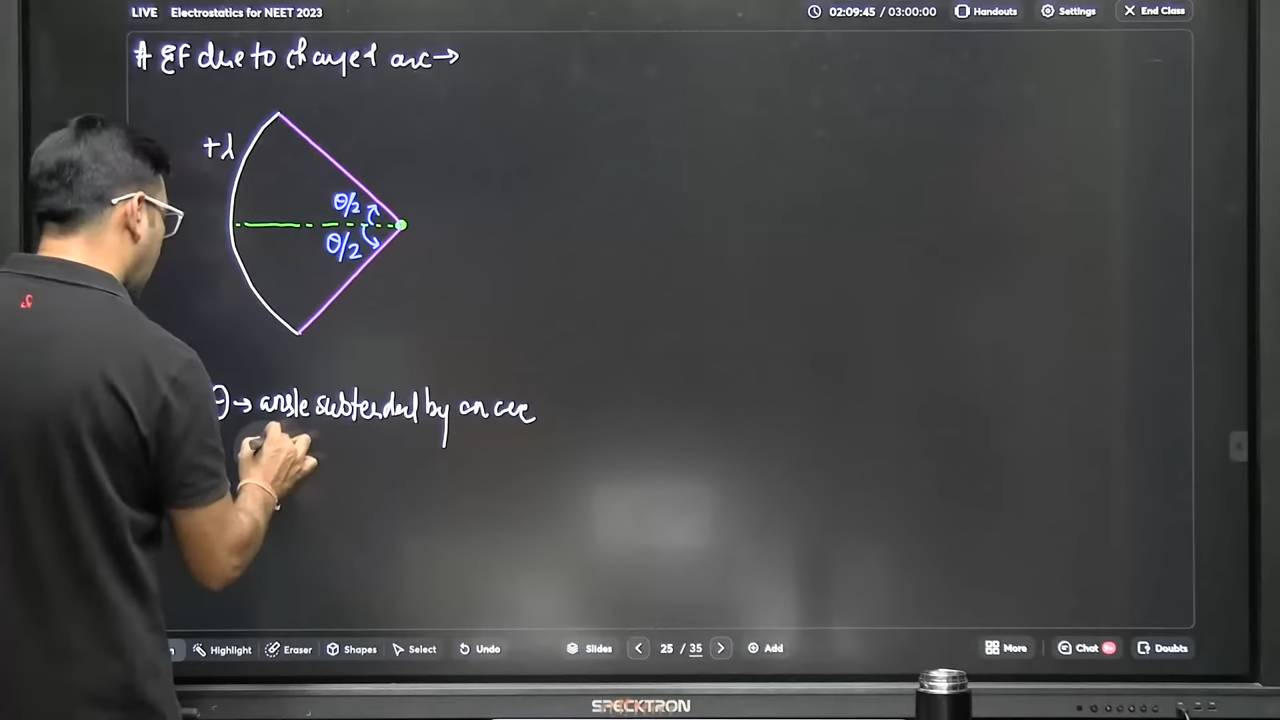 LIVE Electrostatics for NEET 2023 02:09:45 / 03:00:00 Handouts Settings End Class
# EF due to charged arc →
+λ
θ/2
θ/2
θ → angle subtended by an arc
Highlight Eraser Shapes Select Undo Slides 25 / 35 Add More Chat Doubts
SPECKTRON